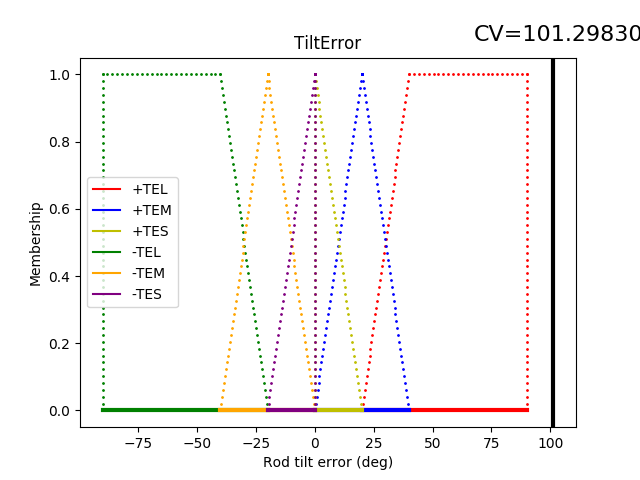 CV=101.29830
TiltError
1.0
0.8
0.6
0.4
0.2
0.0
Membership
+TEL
+TEM
+TES
-TEL
-TEM
-TES
−75
−50
−25
0
25
50
75
100
Rod tilt error (deg)